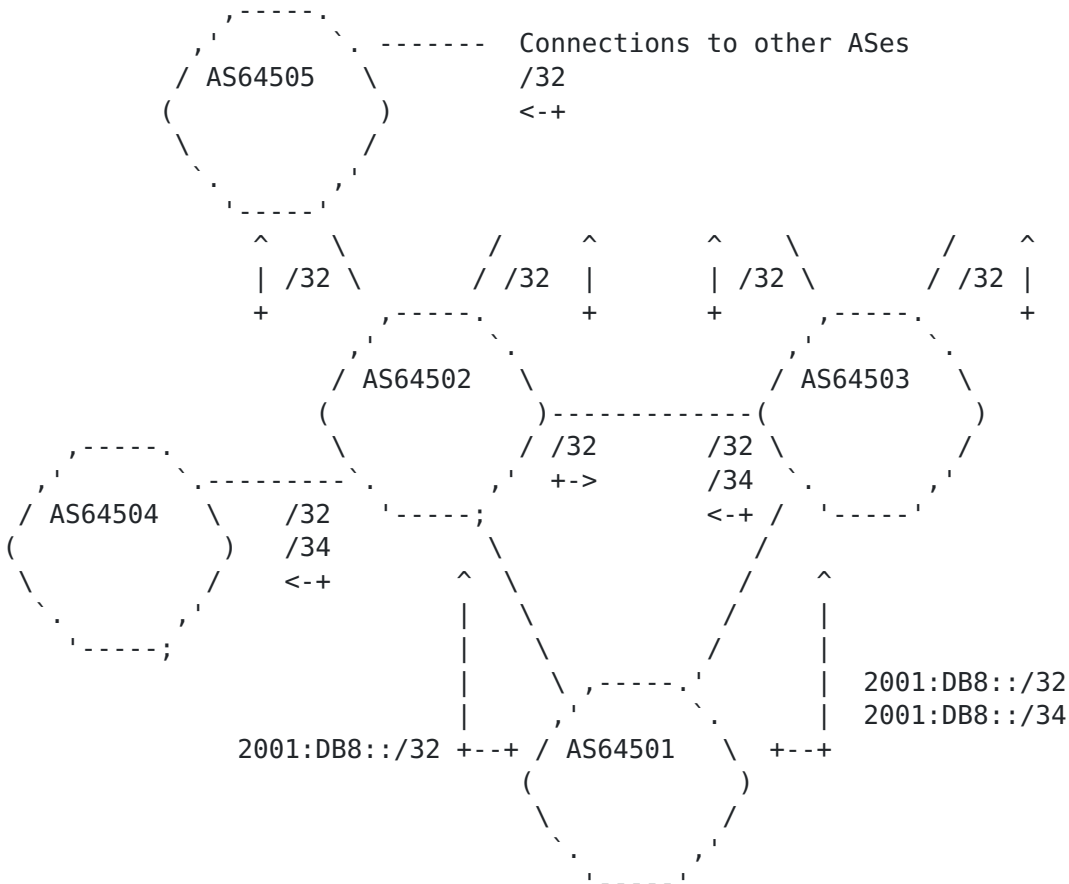 Connections to other ASes
AS64505 /32
<-+
^ ^ ^ ^
| /32 / /32 | | /32 / /32 |
+ + + +
AS64502 AS64503
/32 /32
+-> /34
AS64504 /32 <-+
/34
<-+ ^ ^
2001:DB8::/32
2001:DB8::/34
2001:DB8::/32 +--+ AS64501 +--+